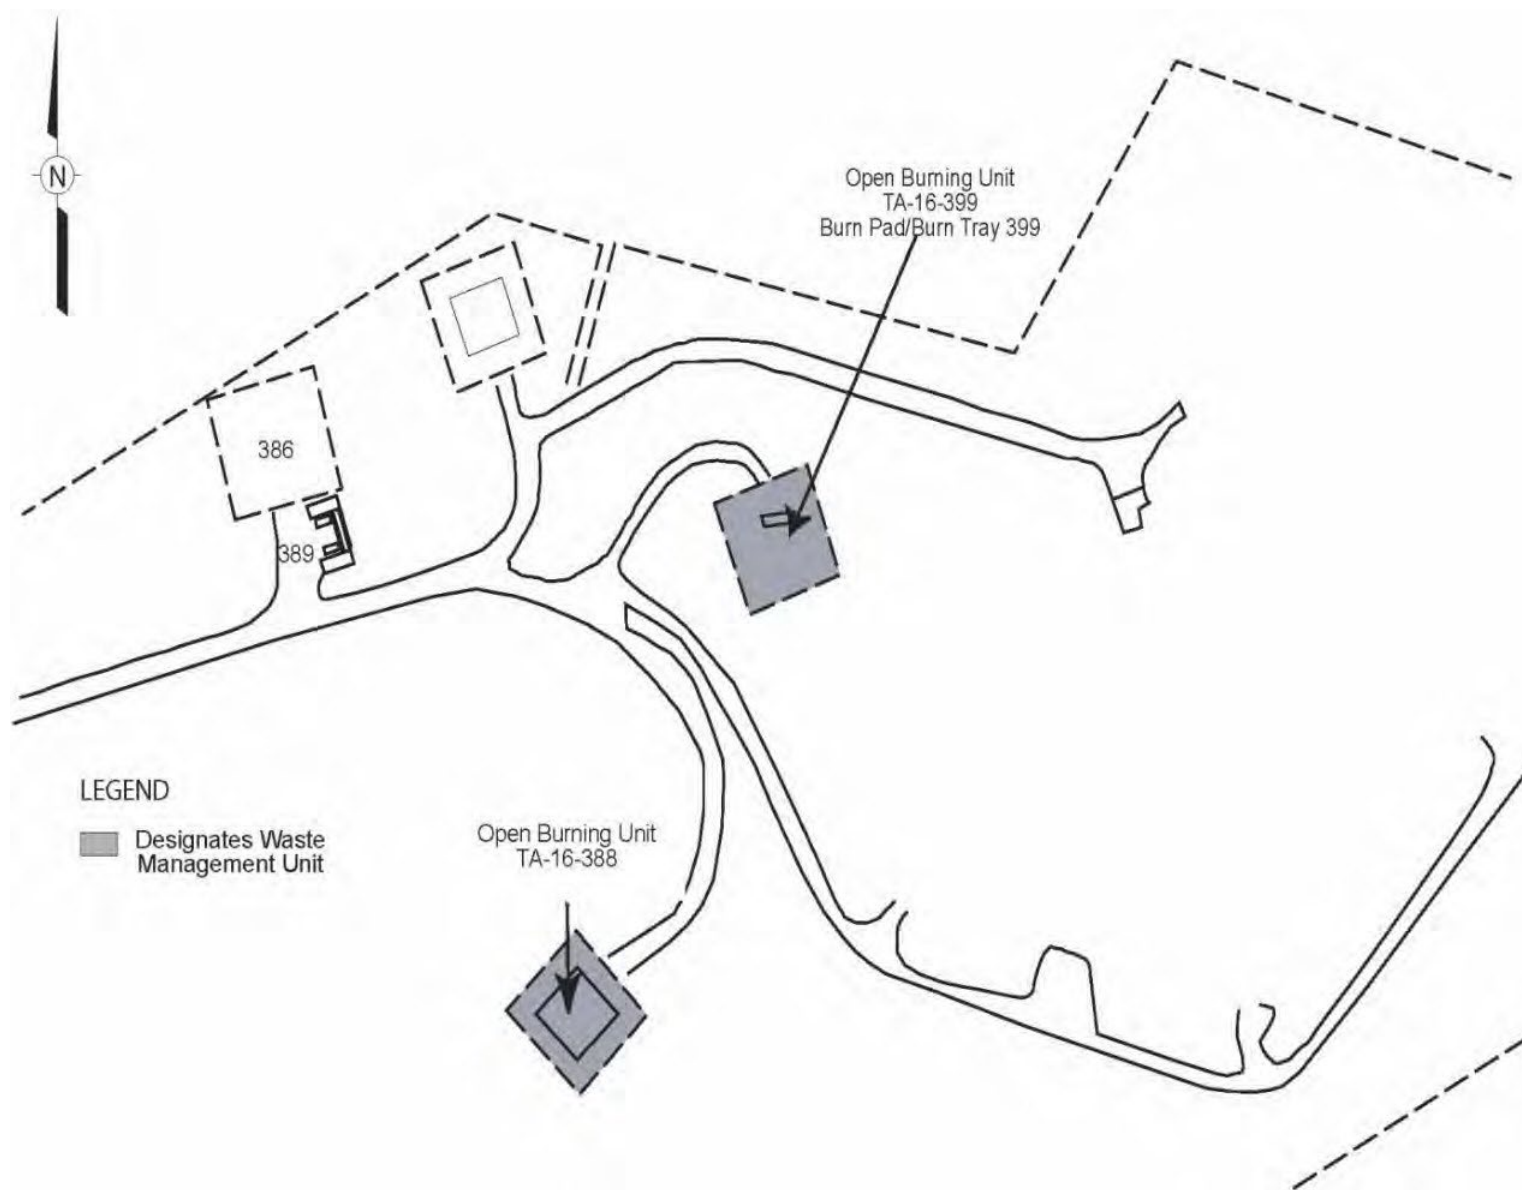 N
Open Burning Unit
TA-16-399
Burn Pad/Burn Tray 399
386
389
LEGEND
Designates Waste
Management Unit
Open Burning Unit
TA-16-388